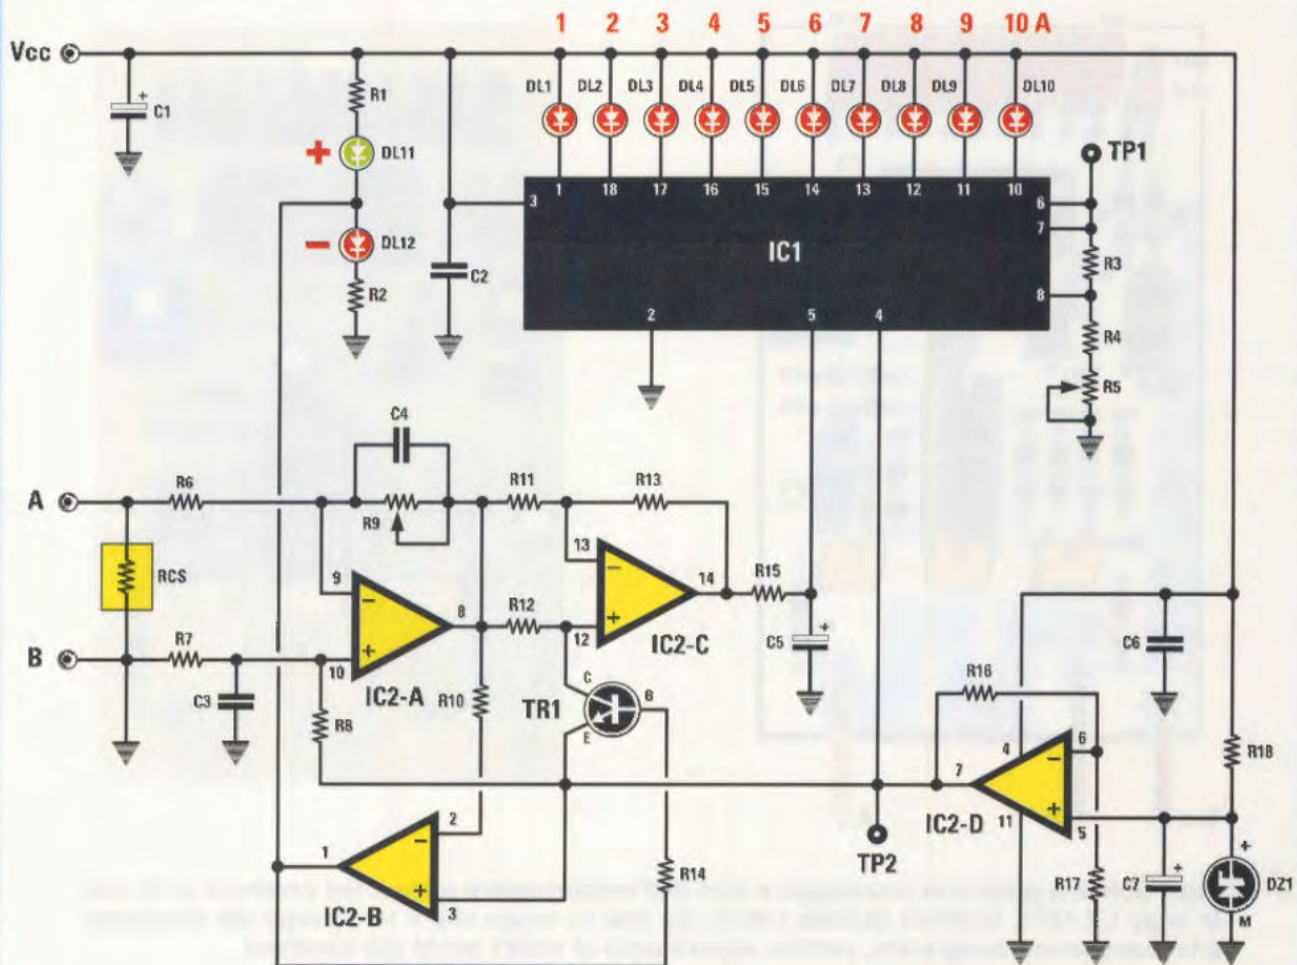 1 2 3 4 5 6 7 8 9 10 A
Vcc
C1
+
R1
+
DL11
−
DL12
R2
C2
DL1 DL2 DL3 DL4 DL5 DL6 DL7 DL8 DL9 DL10
1 18 17 16 15 14 13 12 11 10
3
IC1
6
7
8
2
5
4
TP1
R3
R4
R5
A
R6
C4
R9
R11
R13
RCS
9
−
+
10
8
IC2-A
13
−
+
12
14
IC2-C
R15
C5
+
B
R7
C3
R8
R10
R12
C
B
E
TR1
C6
R16
R18
4
6
−
7
+
5
11
IC2-D
TP2
R17
C7
+
+
DZ1
M
1
2
−
+
3
IC2-B
R14